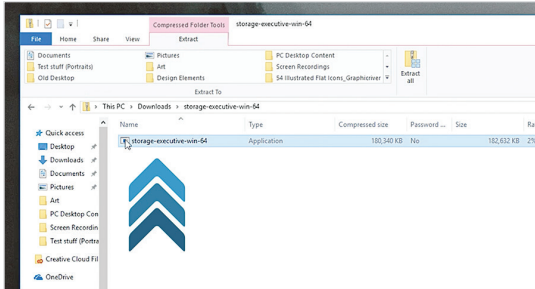 Compressed Folder Tools storage-executive-win-64
File Home Share View Extract
Documents Pictures PC Desktop Content
Test stuff (Portraits) Art Screen Recordings
Old Desktop Design Elements S4 Illustrated Flat Icons_Graphicriver
Extract all
Extract To
This PC > Downloads > storage-executive-win-64
Name Type Compressed size Password ... Size Ra
storage-executive-win-64 Application 180,340 KB No 182,632 KB 2%
Quick access
Desktop
Downloads
Documents
Pictures
Art
PC Desktop Con
Screen Recordin
Test stuff (Portra
Creative Cloud Fil
OneDrive